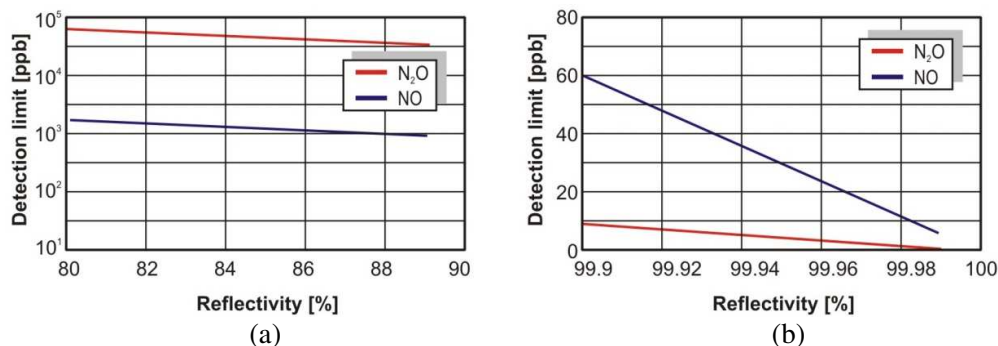 10⁵
10⁴
10³
10²
10¹
Detection limit [ppb]
N₂O
NO
80 82 84 86 88 90
Reflectivity [%]
(a)
80
60
40
20
0
Detection limit [ppb]
N₂O
NO
99.9 99.92 99.94 99.96 99.98 100
Reflectivity [%]
(b)